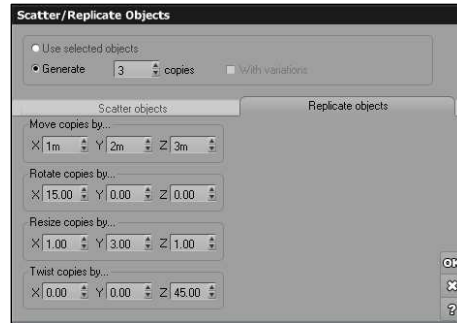 Scatter/Replicate Objects
Use selected objects
Generate 3 copies With variations
Scatter objects Replicate objects
Move copies by...
X 1m Y 2m Z 3m
Rotate copies by...
X 15.00 Y 0.00 Z 0.00
Resize copies by...
X 1.00 Y 3.00 Z 1.00
OK
Twist copies by...
X 0.00 Y 0.00 Z 45.00
?